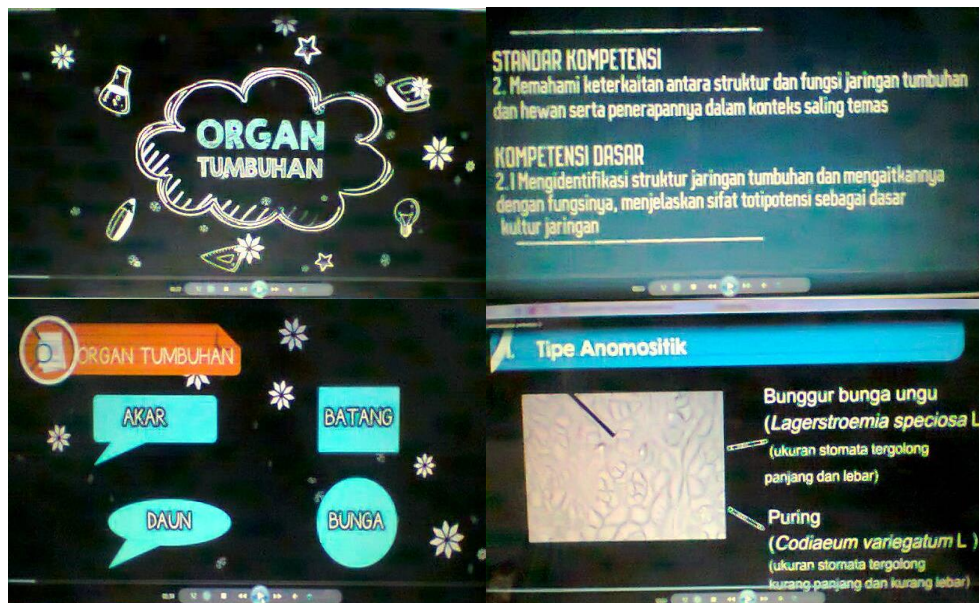 ORGAN
TUMBUHAN
STANDAR KOMPETENSI
2. Memahami keterkaitan antara struktur dan fungsi jaringan tumbuhan
dan hewan serta penerapannya dalam konteks saling temas
KOMPETENSI DASAR
2.1 Mengidentifikasi struktur jaringan tumbuhan dan mengaitkannya
dengan fungsinya, menjelaskan sifat totipotensi sebagai dasar
kultur jaringan
ORGAN TUMBUHAN
AKAR
BATANG
DAUN
BUNGA
Tipe Anomositik
Bunggur bunga ungu
(Lagerstroemia speciosa L
(ukuran stomata tergolong
panjang dan lebar)
Puring
(Codiaeum variegatum L )
(ukuran stomata tergolong
kurang panjang dan kurang lebar)